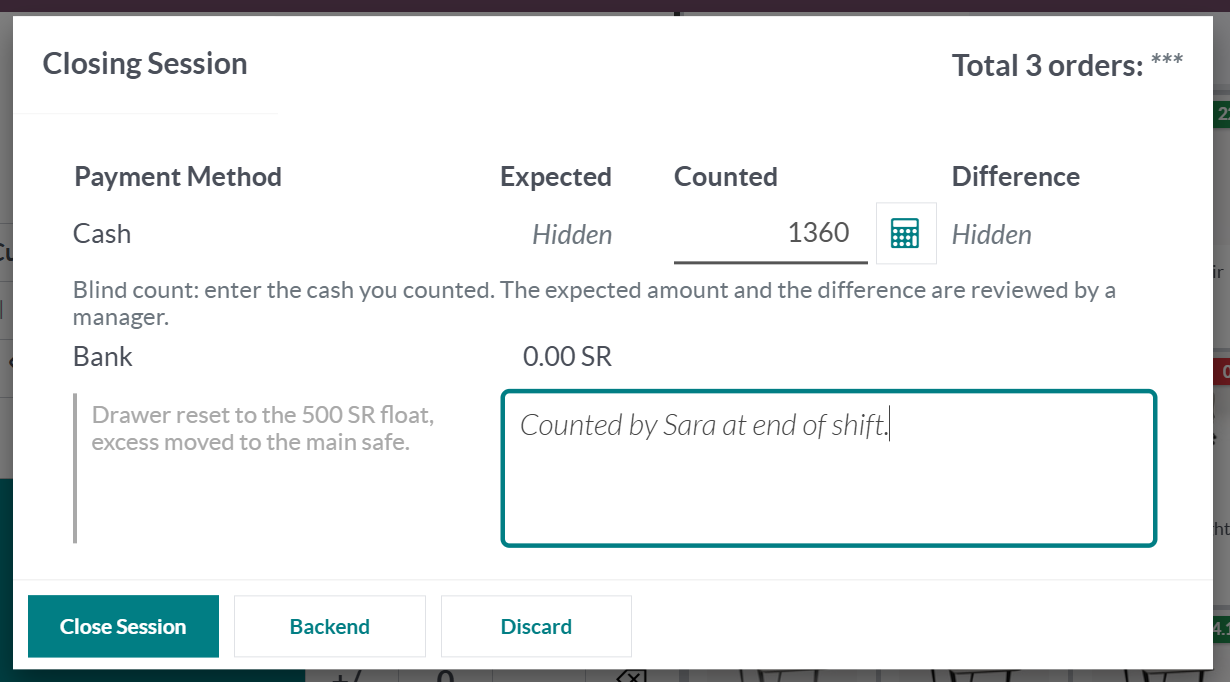 Closing Session
Total 3 orders: ***
Payment Method Expected Counted Difference
Cash Hidden 1360 Hidden
Blind count: enter the cash you counted. The expected amount and the difference are reviewed by a
manager.
Bank 0.00 SR
Drawer reset to the 500 SR float,
excess moved to the main safe.
Counted by Sara at end of shift.
Close Session Backend Discard